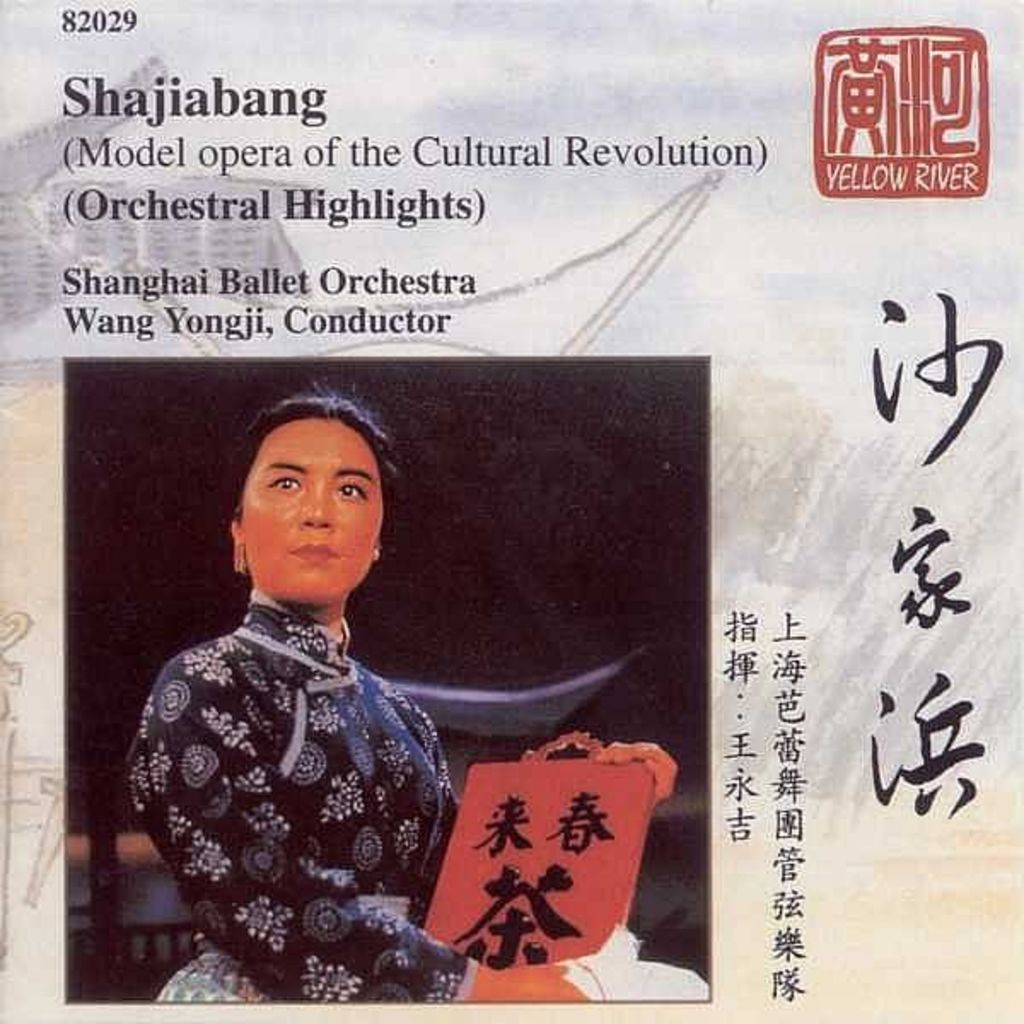 82029
Shajiabang
(Model opera of the Cultural Revolution)
(Orchestral Highlights)
Shanghai Ballet Orchestra
Wang Yongji, Conductor
黃河
YELLOW RIVER
沙家浜
上海芭蕾舞團管弦樂隊
指揮：王永吉
春来
茶